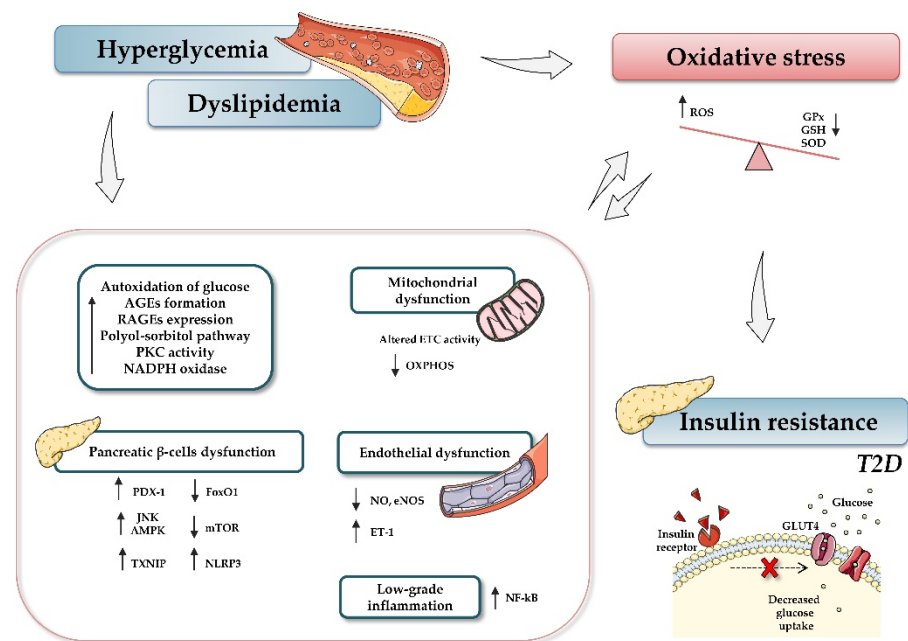 Hyperglycemia
Dyslipidemia
Oxidative stress
ROS
GPx
GSH
SOD
Autoxidation of glucose
AGEs formation
RAGEs expression
Polyol-sorbitol pathway
PKC activity
NADPH oxidase
Mitochondrial
dysfunction
Altered ETC activity
OXPHOS
Pancreatic β-cells dysfunction
PDX-1
FoxO1
JNK
AMPK
mTOR
TXNIP
NLRP3
Endothelial dysfunction
NO, eNOS
ET-1
Low-grade
inflammation
NF-kB
Insulin resistance
T2D
Glucose
GLUT4
Insulin
receptor
Decreased
glucose
uptake